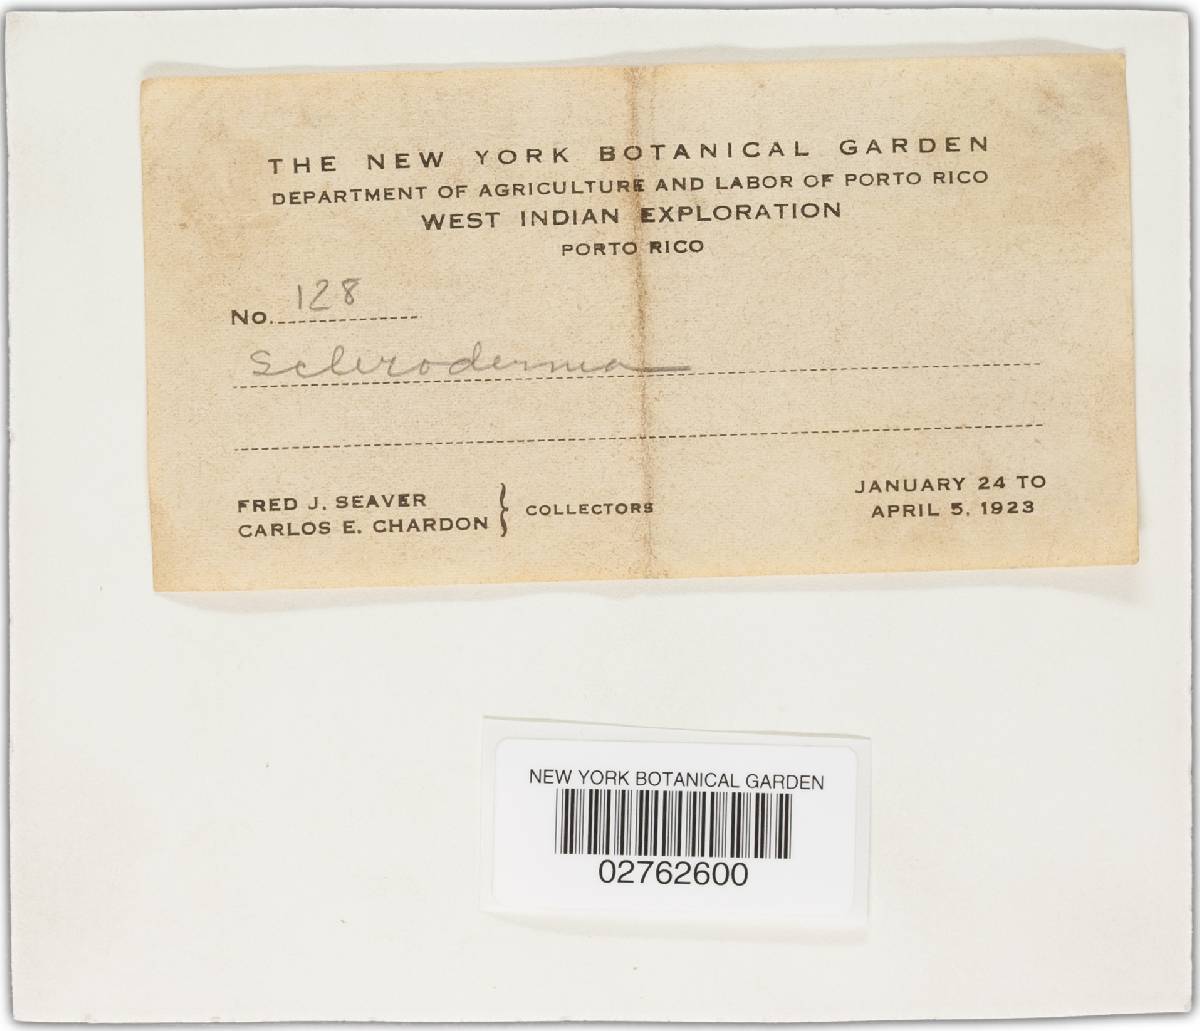 THE NEW YORK BOTANICAL GARDEN
DEPARTMENT OF AGRICULTURE AND LABOR OF PORTO RICO
WEST INDIAN EXPLORATION
PORTO RICO
No. 128
Scleroderma
FRED J. SEAVER
CARLOS E. CHARDON } COLLECTORS
JANUARY 24 TO
APRIL 5, 1923
NEW YORK BOTANICAL GARDEN
02762600